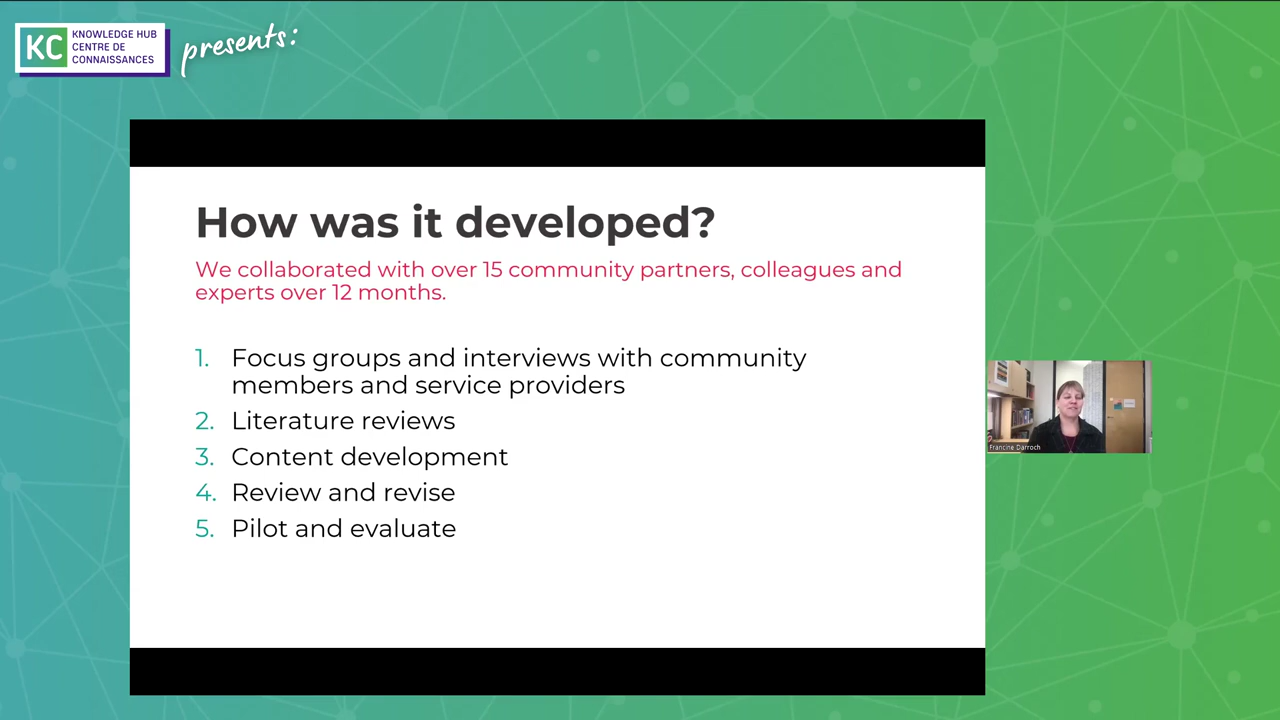 KC
KNOWLEDGE HUB
CENTRE DE
CONNAISSANCES
presents:
How was it developed?
We collaborated with over 15 community partners, colleagues and
experts over 12 months.
1. Focus groups and interviews with community
members and service providers
2. Literature reviews
3. Content development
4. Review and revise
5. Pilot and evaluate
Francine Darroch